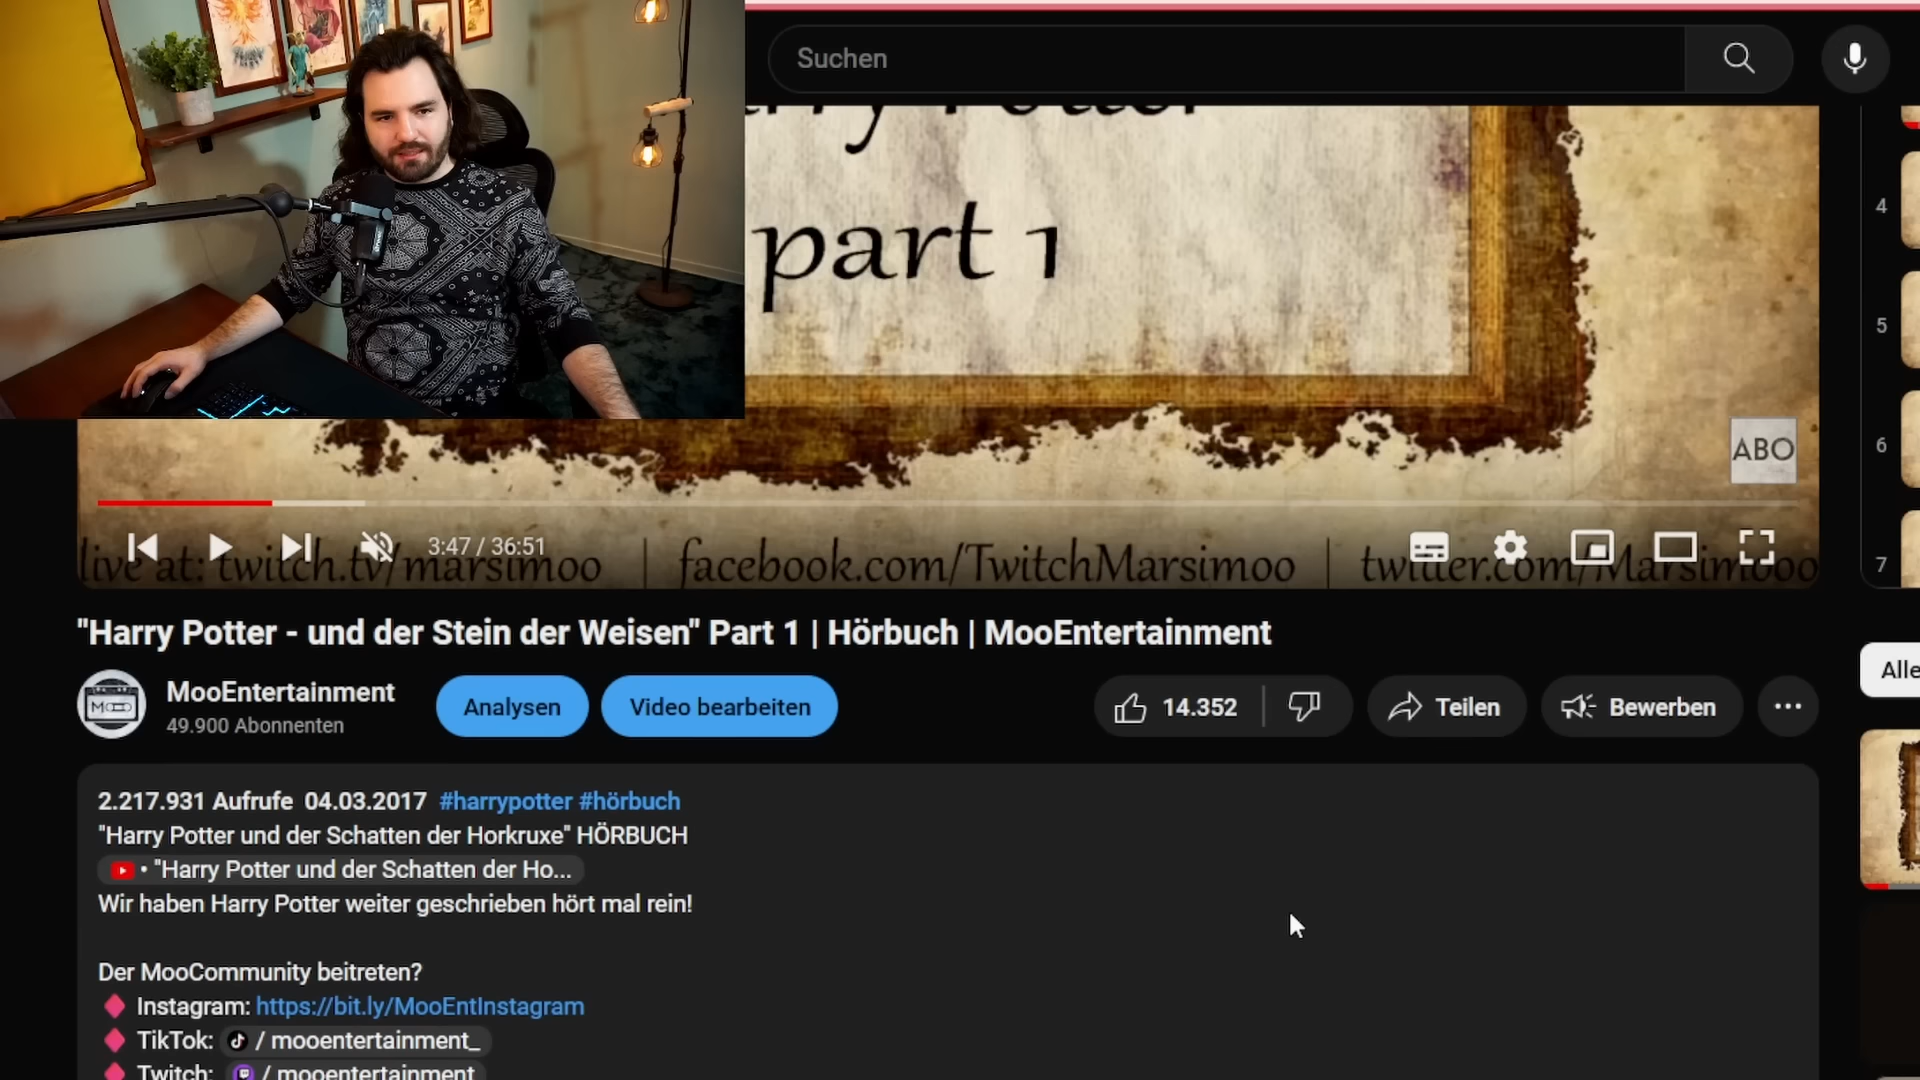 Suchen
part 1
ABO
4
5
6
7
3:47 / 36:51
live at: twitch.tv/marsimoo | facebook.com/TwitchMarsimoo | twitter.com/Marsimooo
"Harry Potter - und der Stein der Weisen" Part 1 | Hörbuch | MooEntertainment
MooEntertainment
49.900 Abonnenten
Analysen
Video bearbeiten
14.352
Teilen
Bewerben
Alle
2.217.931 Aufrufe 04.03.2017 #harrypotter #hörbuch
"Harry Potter und der Schatten der Horkruxe" HÖRBUCH
• "Harry Potter und der Schatten der Ho...
Wir haben Harry Potter weiter geschrieben hört mal rein!
Der MooCommunity beitreten?
Instagram: https://bit.ly/MooEntInstagram
TikTok: / mooentertainment_
Twitch: / mooentertainment